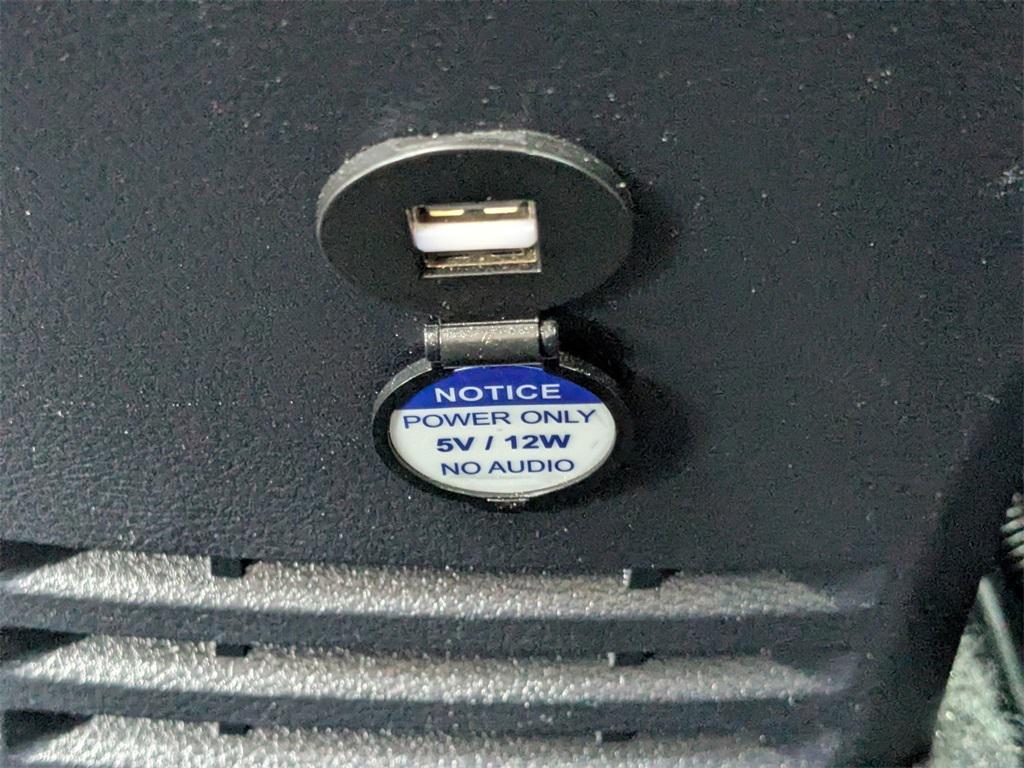 NOTICE
POWER ONLY
5V / 12W
NO AUDIO